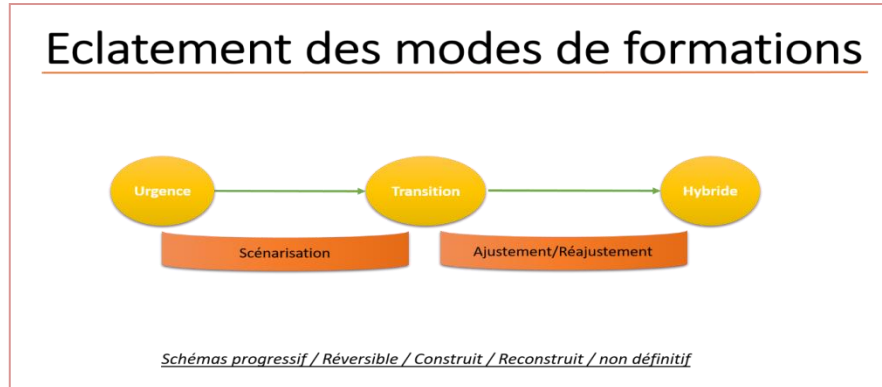 Eclatement des modes de formations
Urgence
Transition
Hybride
Scénarisation
Ajustement/Réajustement
Schémas progressif / Réversible / Construit / Reconstruit / non définitif